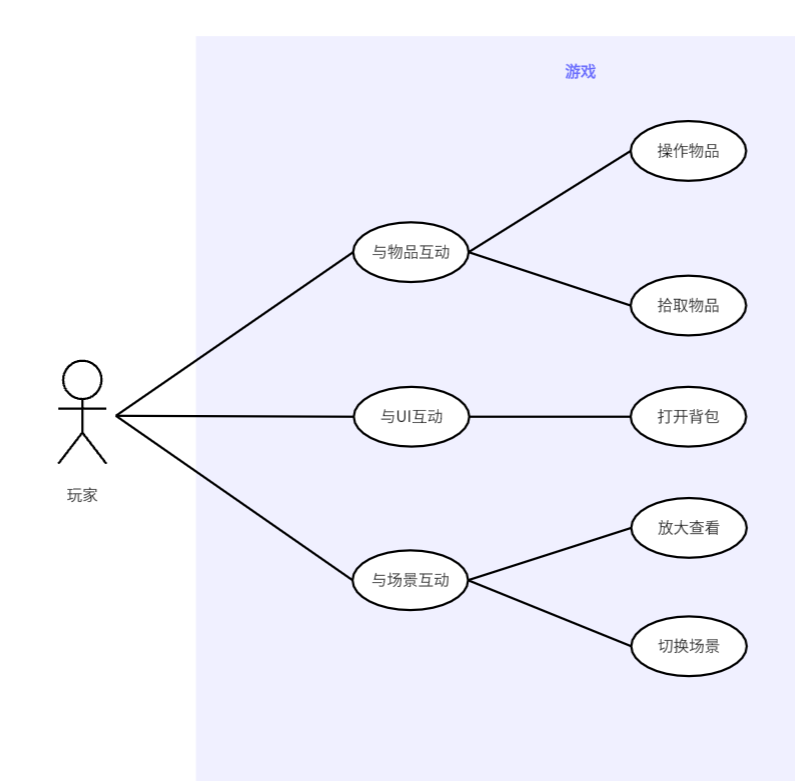 游戏
操作物品
与物品互动
拾取物品
与UI互动
打开背包
玩家
放大查看
与场景互动
切换场景